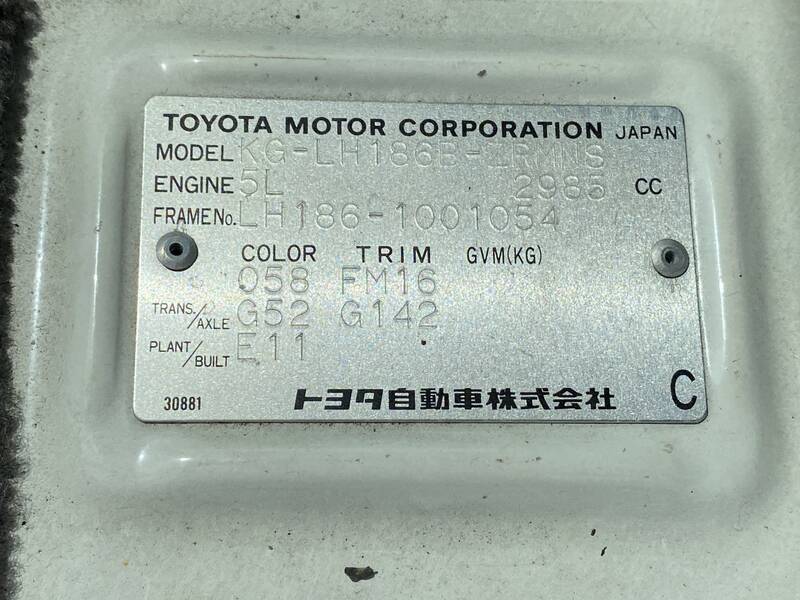 TOYOTA MOTOR CORPORATION JAPAN
MODEL KG-LH186B-ZRMNS
ENGINE 5L 2985 CC
FRAME No. LH186-1001054
COLOR TRIM GVM(KG)
058 FM16
TRANS./AXLE G52 G142
PLANT/BUILT E11
30881 トヨタ自動車株式会社 C